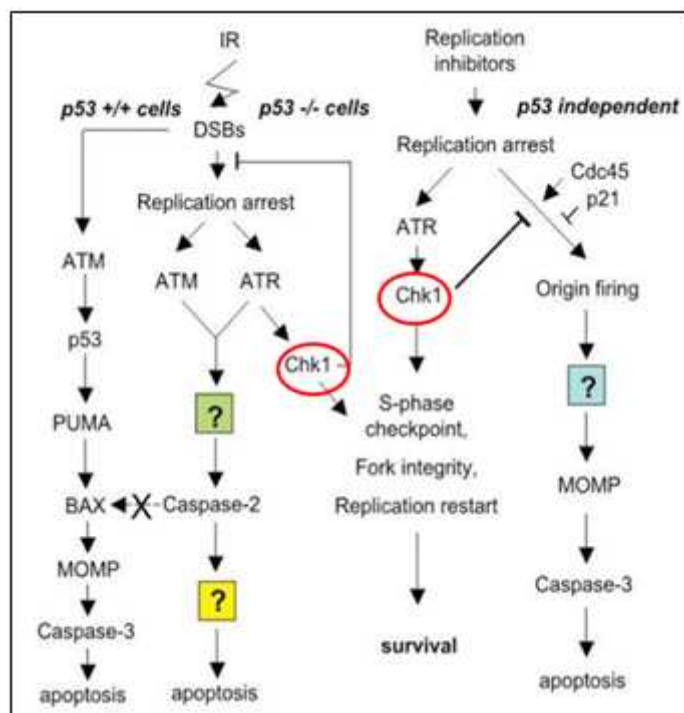 IR
Replication
inhibitors
p53 +/+ cells
p53 -/- cells
p53 independent
DSBs
Replication arrest
Cdc45
p21
Replication arrest
ATR
ATM
ATM
ATR
Chk1
Origin firing
p53
Chk1
?
?
S-phase
checkpoint,
PUMA
Fork integrity,
MOMP
BAX
X
Caspase-2
Replication restart
MOMP
?
Caspase-3
Caspase-3
survival
apoptosis
apoptosis
apoptosis